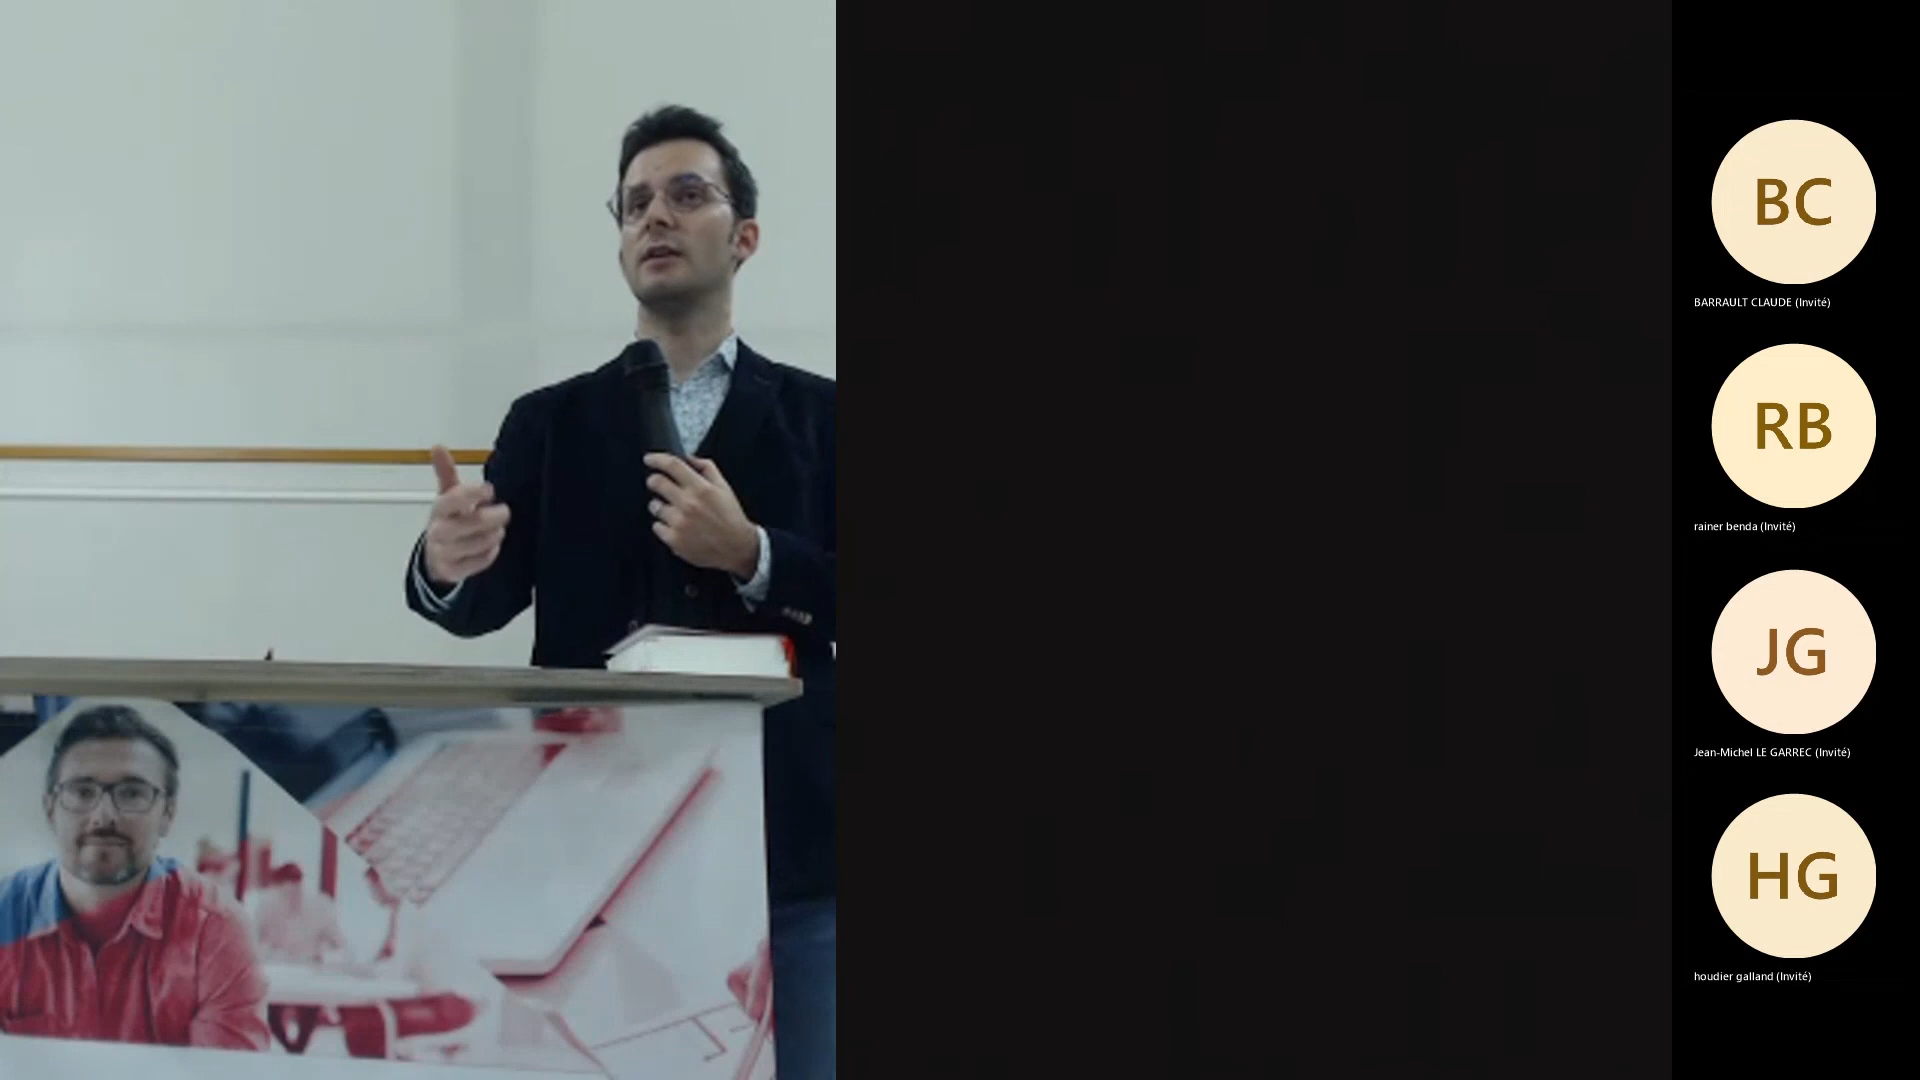 BC
BARRAULT CLAUDE (Invité)
RB
rainer benda (Invité)
JG
Jean-Michel LE GARREC (Invité)
HG
houdier galland (Invité)